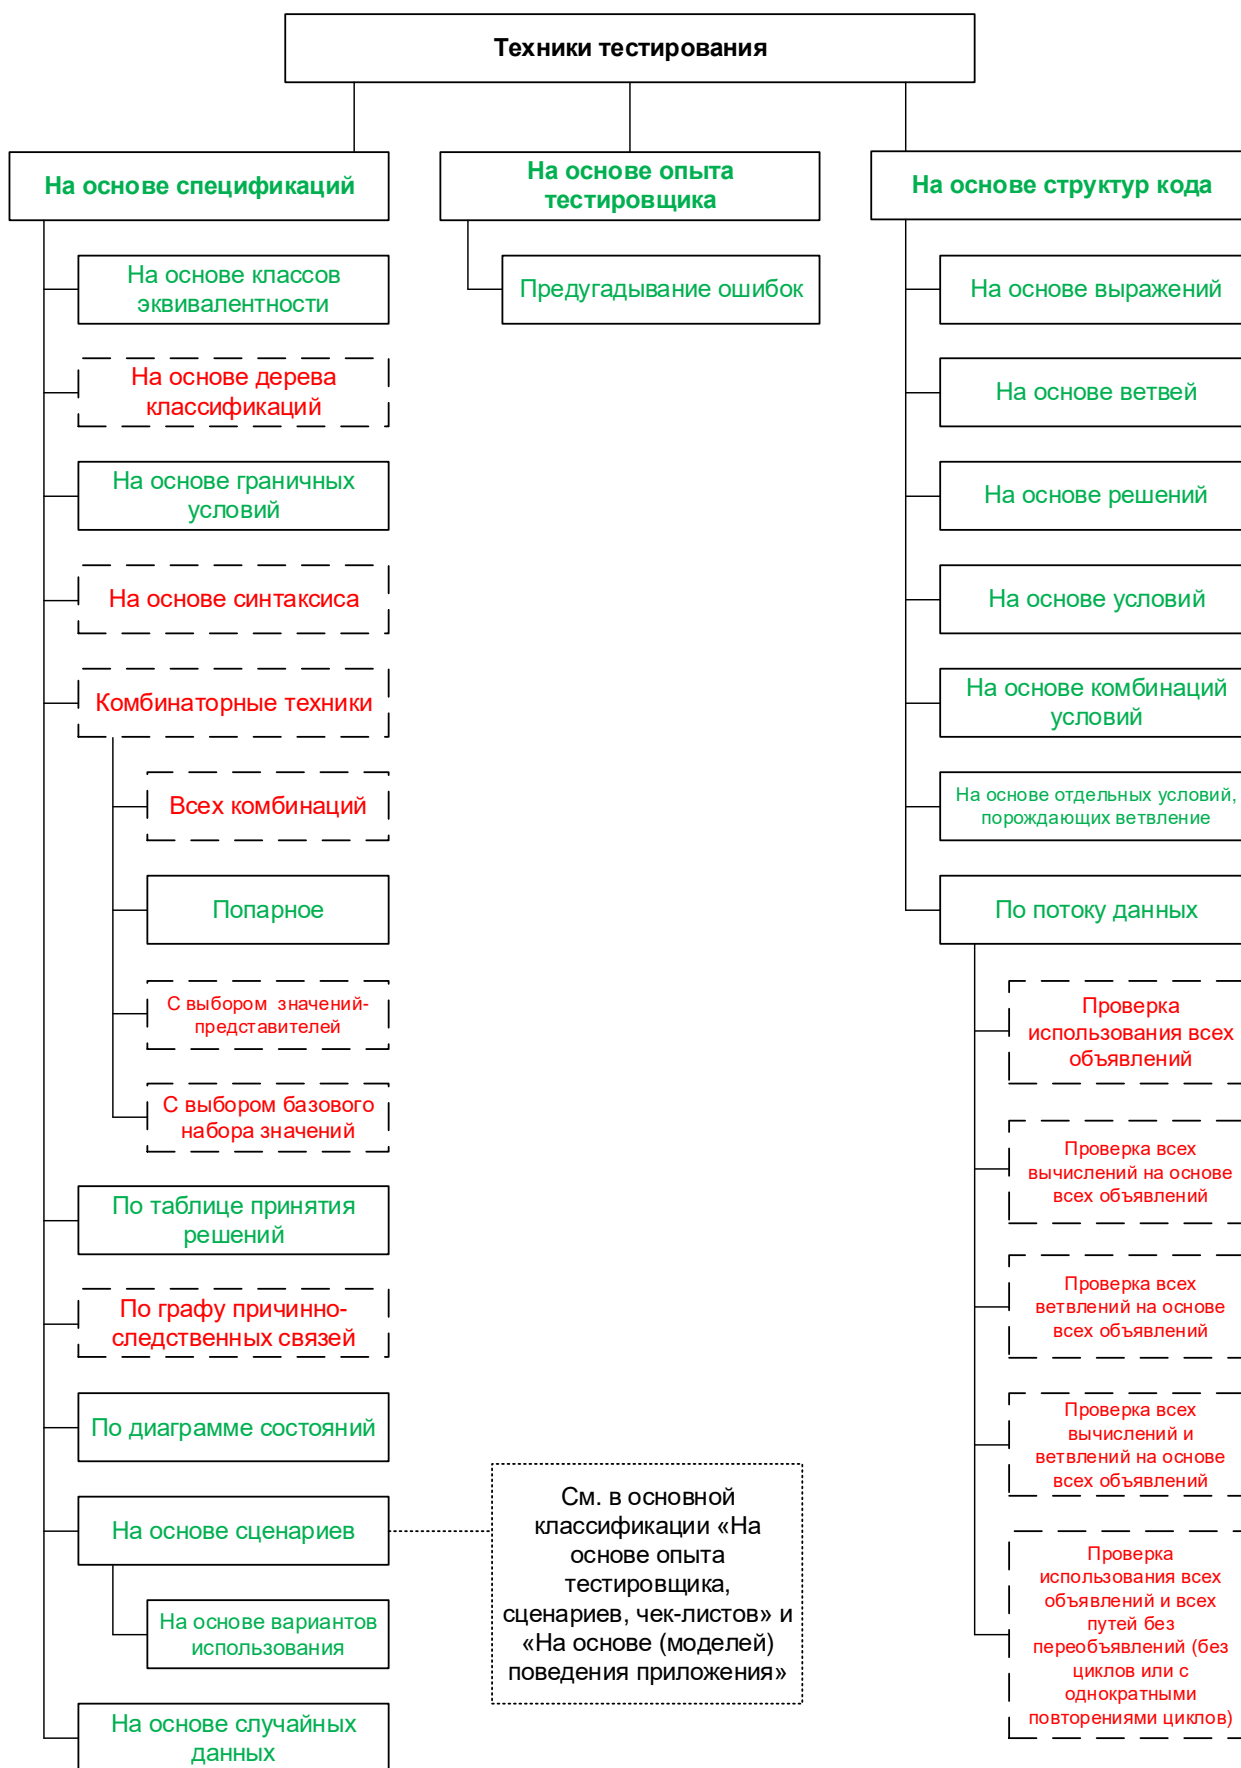 Техники тестирования
На основе спецификаций
На основе классов
эквивалентности
На основе дерева
классификаций
На основе граничных
условий
На основе синтаксиса
Комбинаторные техники
Всех комбинаций
Попарное
С выбором значений-
представителей
С выбором базового
набора значений
По таблице принятия
решений
По графу причинно-
следственных связей
По диаграмме состояний
На основе сценариев
На основе вариантов
использования
На основе случайных
данных
На основе опыта
тестировщика
Предугадывание ошибок
См. в основной
классификации «На
основе опыта
тестировщика,
сценариев, чек-листов» и
«На основе (моделей)
поведения приложения»
На основе структур кода
На основе выражений
На основе ветвей
На основе решений
На основе условий
На основе комбинаций
условий
На основе отдельных условий,
порождающих ветвление
По потоку данных
Проверка
использования всех
объявлений
Проверка всех
вычислений на основе
всех объявлений
Проверка всех
ветвлений на основе
всех объявлений
Проверка всех
вычислений и
ветвлений на основе
всех объявлений
Проверка
использования всех
объявлений и всех
путей без
переобъявлений (без
циклов или с
однократными
повторениями циклов)